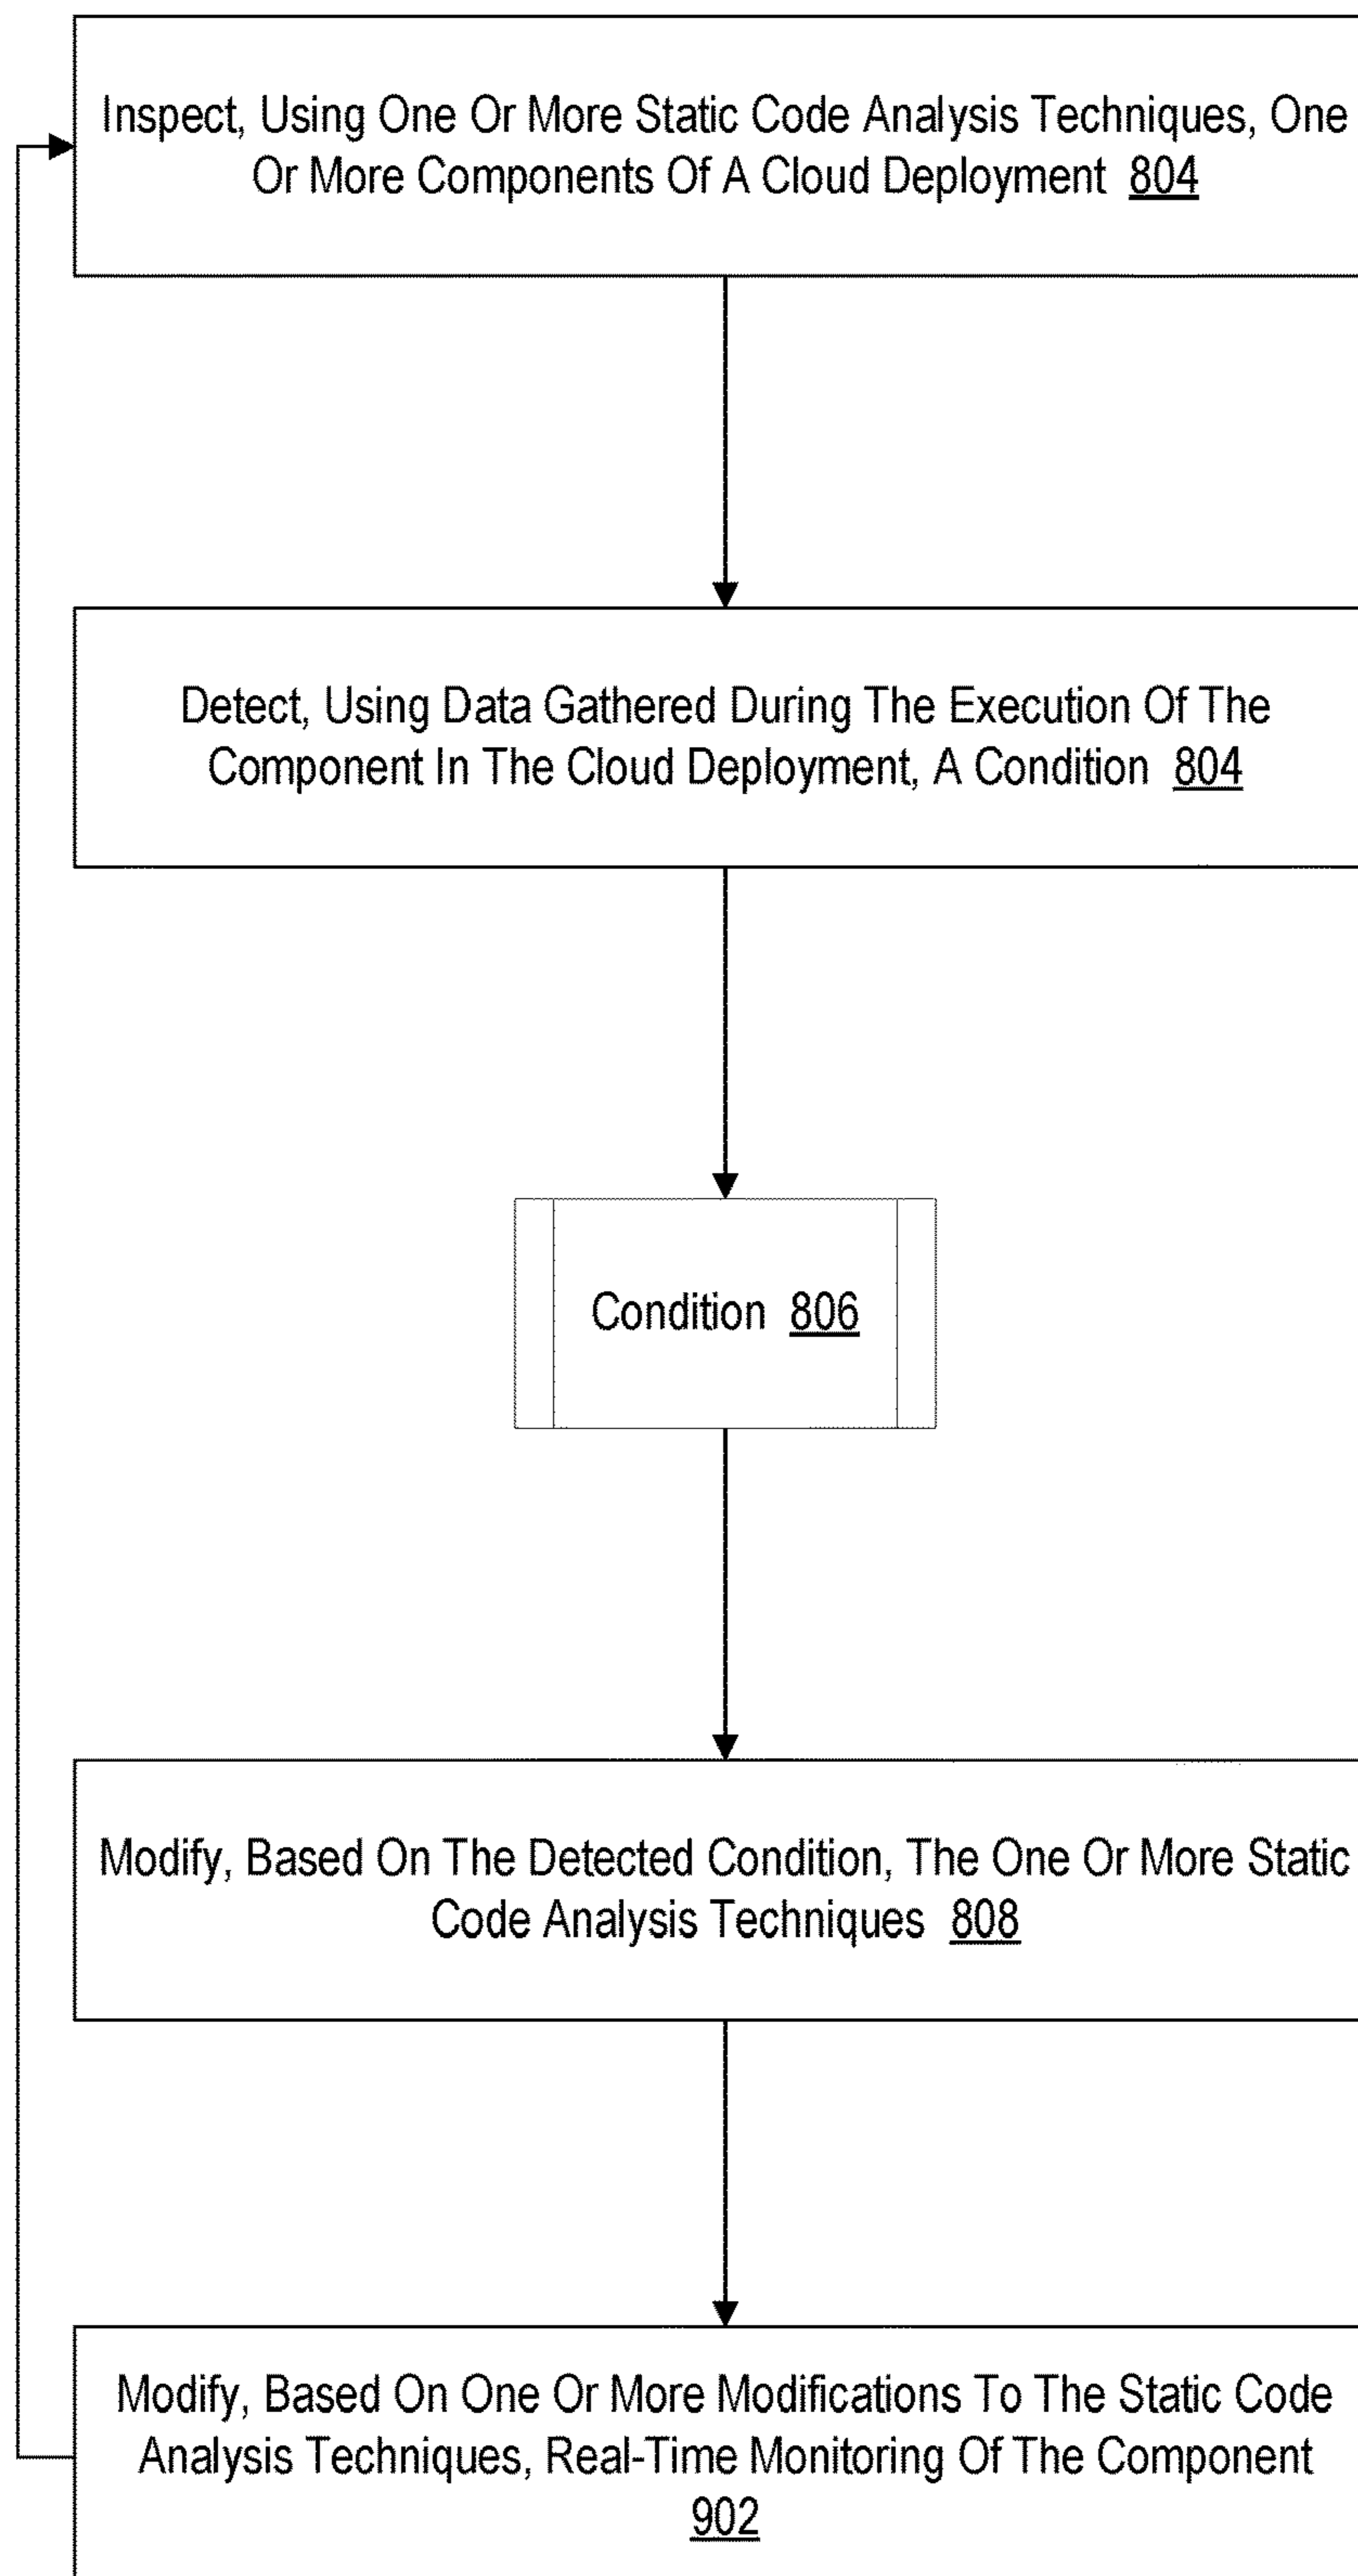 Inspect, Using One Or More Static Code Analysis Techniques, One
Or More Components Of A Cloud Deployment 804
Detect, Using Data Gathered During The Execution Of The
Component In The Cloud Deployment, A Condition 804
Condition 806
Modify, Based On The Detected Condition, The One Or More Static
Code Analysis Techniques 808
Modify, Based On One Or More Modifications To The Static Code
Analysis Techniques, Real-Time Monitoring Of The Component
902